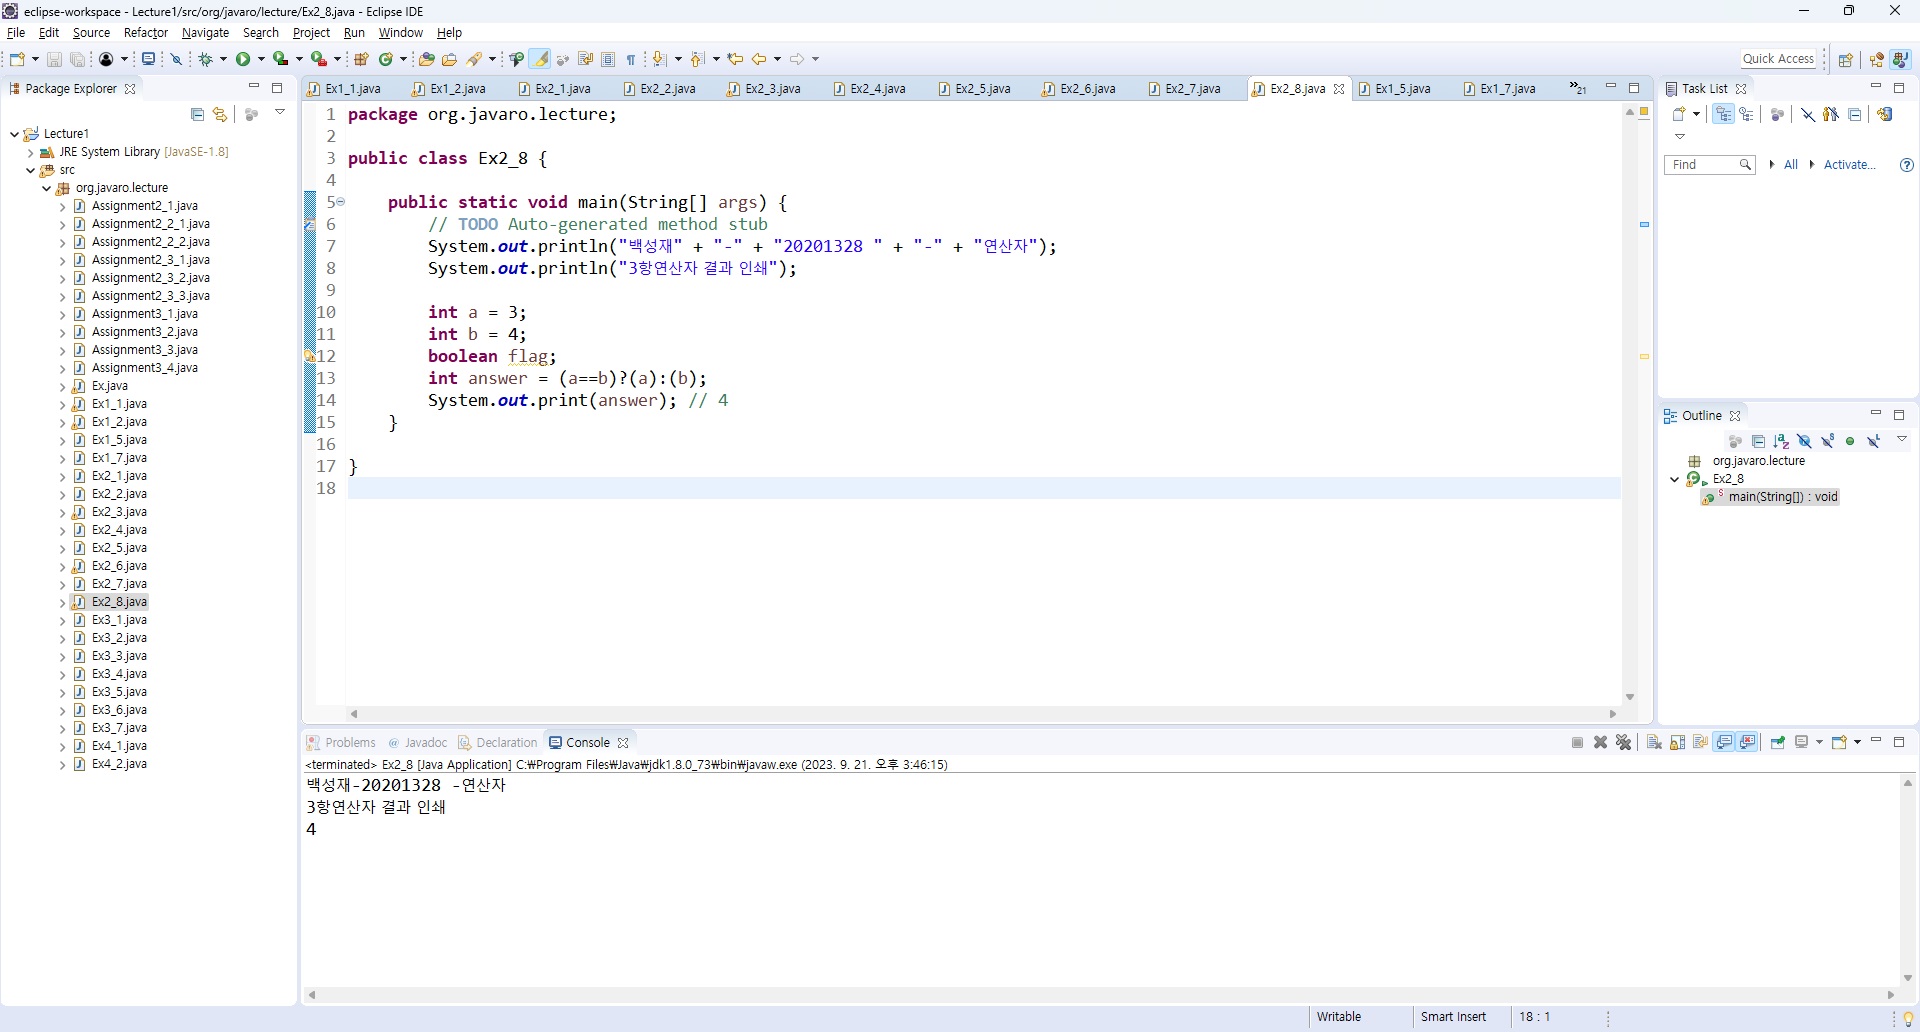 eclipse-workspace - Lecture1/src/org/javaro/lecture/Ex2_8.java - Eclipse IDE
File Edit Source Refactor Navigate Search Project Run Window Help
Quick Access
Package Explorer
Lecture1
JRE System Library [JavaSE-1.8]
src
org.javaro.lecture
Assignment2_1.java
Assignment2_2_1.java
Assignment2_2_2.java
Assignment2_3_1.java
Assignment2_3_2.java
Assignment2_3_3.java
Assignment3_1.java
Assignment3_2.java
Assignment3_3.java
Assignment3_4.java
Ex.java
Ex1_1.java
Ex1_2.java
Ex1_5.java
Ex1_7.java
Ex2_1.java
Ex2_2.java
Ex2_3.java
Ex2_4.java
Ex2_5.java
Ex2_6.java
Ex2_7.java
Ex2_8.java
Ex3_1.java
Ex3_2.java
Ex3_3.java
Ex3_4.java
Ex3_5.java
Ex3_6.java
Ex3_7.java
Ex4_1.java
Ex4_2.java
Ex1_1.java Ex1_2.java Ex2_1.java Ex2_2.java Ex2_3.java Ex2_4.java Ex2_5.java Ex2_6.java Ex2_7.java Ex2_8.java Ex1_5.java Ex1_7.java »21
1 package org.javaro.lecture;
2
3 public class Ex2_8 {
4
5 public static void main(String[] args) {
6 // TODO Auto-generated method stub
7 System.out.println("백성재" + "-" + "20201328 " + "-" + "연산자");
8 System.out.println("3항연산자 결과 인쇄");
9
10 int a = 3;
11 int b = 4;
12 boolean flag;
13 int answer = (a==b)?(a):(b);
14 System.out.print(answer); // 4
15 }
16
17 }
18
Task List
Find All Activate...
Outline
org.javaro.lecture
Ex2_8
main(String[]) : void
Problems @ Javadoc Declaration Console
<terminated> Ex2_8 [Java Application] C:₩Program Files₩Java₩jdk1.8.0_73₩bin₩javaw.exe (2023. 9. 21. 오후 3:46:15)
백성재-20201328 -연산자
3항연산자 결과 인쇄
4
Writable Smart Insert 18 : 1